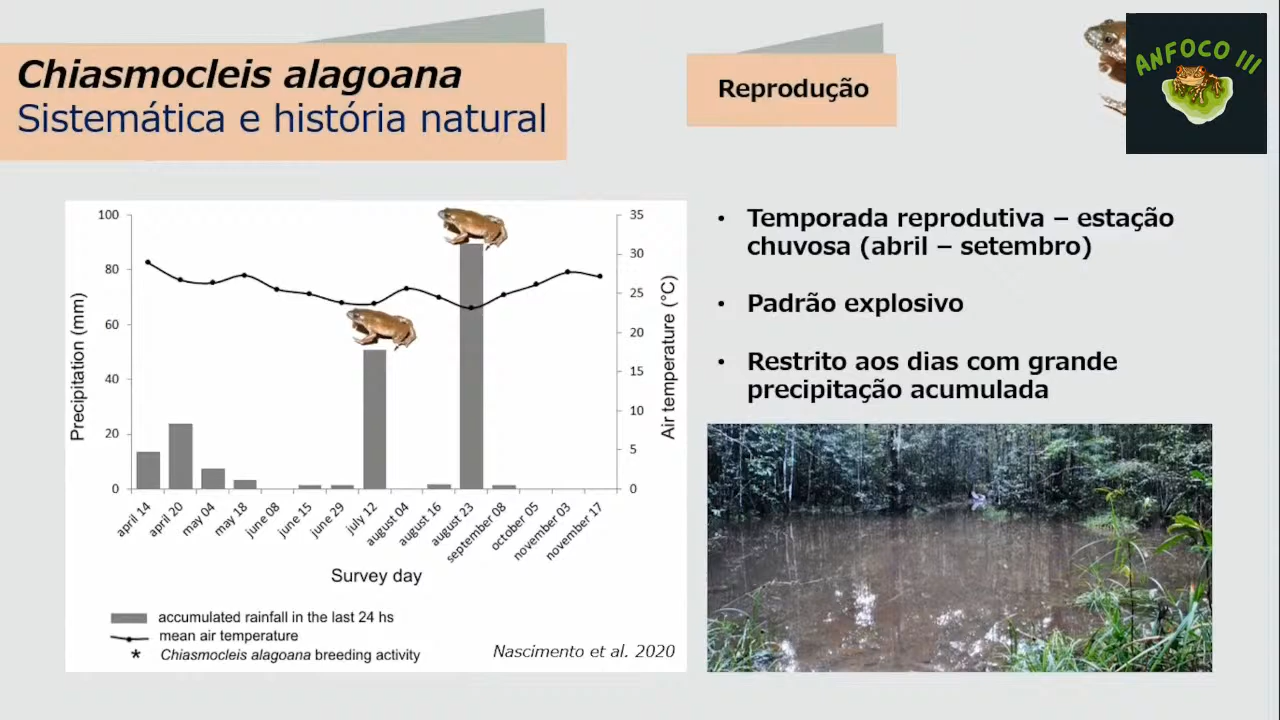 Chiasmocleis alagoana
Sistemática e história natural
Reprodução
ANFOCO III
Precipitation (mm)
100
80
60
40
20
0
35
30
25
20
15
10
5
0
Air temperature (°C)
april 14
april 20
may 04
may 18
june 08
june 15
june 29
july 12
august 04
august 16
august 23
september 08
october 05
november 03
november 17
Survey day
accumulated rainfall in the last 24 hs
mean air temperature
* Chiasmocleis alagoana breeding activity
Nascimento et al. 2020
• Temporada reprodutiva – estação
chuvosa (abril – setembro)
• Padrão explosivo
• Restrito aos dias com grande
precipitação acumulada